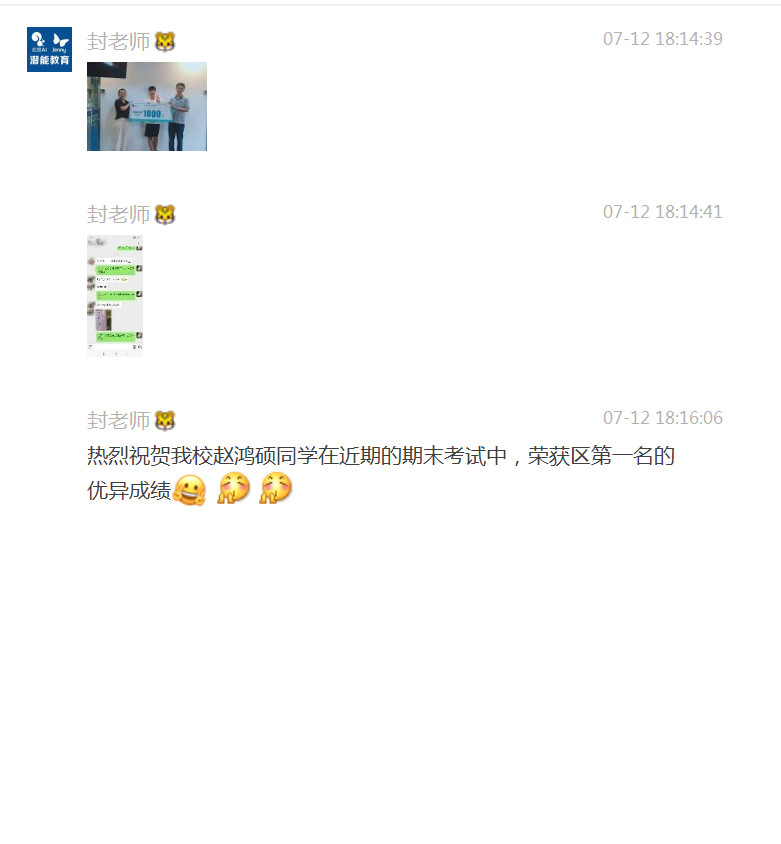 封老师 07-12 18:14:39
Jenny
潜能教育
1000
封老师 07-12 18:14:41
封老师 07-12 18:16:06
热烈祝贺我校赵鸿硕同学在近期的期末考试中，荣获区第一名的
优异成绩